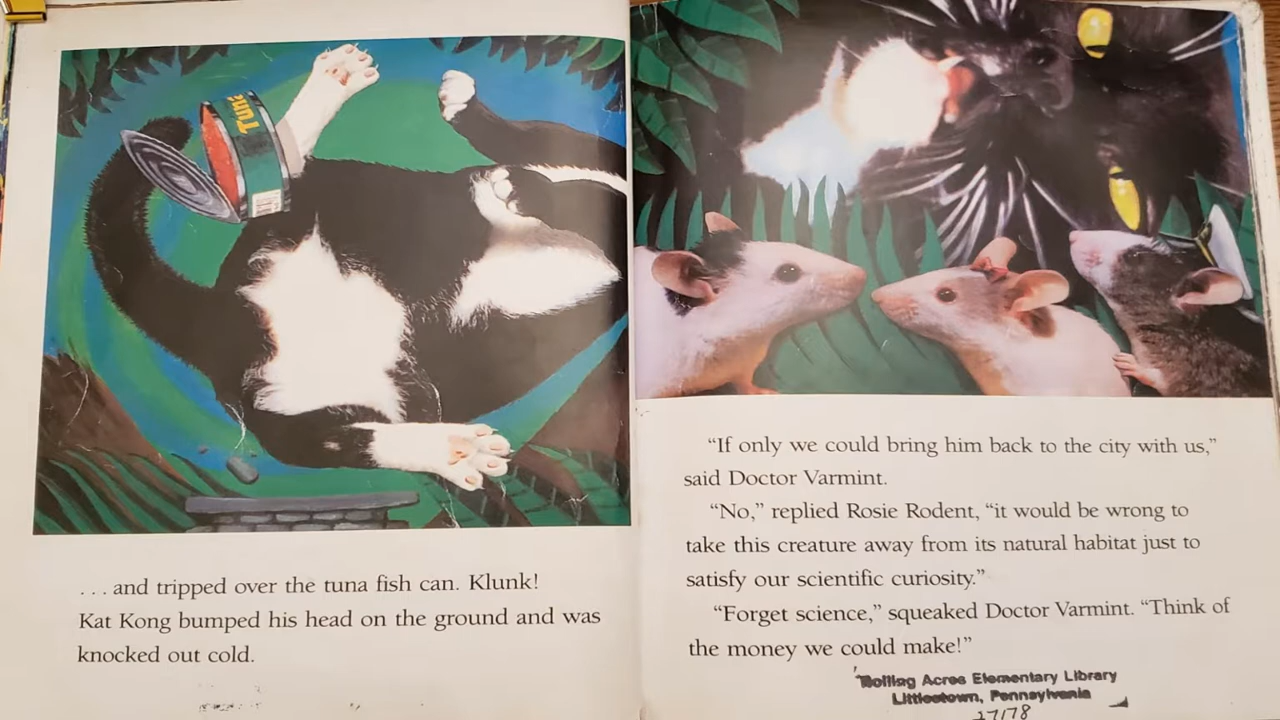 Tuna
. . . and tripped over the tuna fish can. Klunk!
Kat Kong bumped his head on the ground and was
knocked out cold.
“If only we could bring him back to the city with us,”
said Doctor Varmint.
“No,” replied Rosie Rodent, “it would be wrong to
take this creature away from its natural habitat just to
satisfy our scientific curiosity.”
“Forget science,” squeaked Doctor Varmint. “Think of
the money we could make!”
Rolling Acres Elementary Library
Littlestown, Pennsylvania
27178